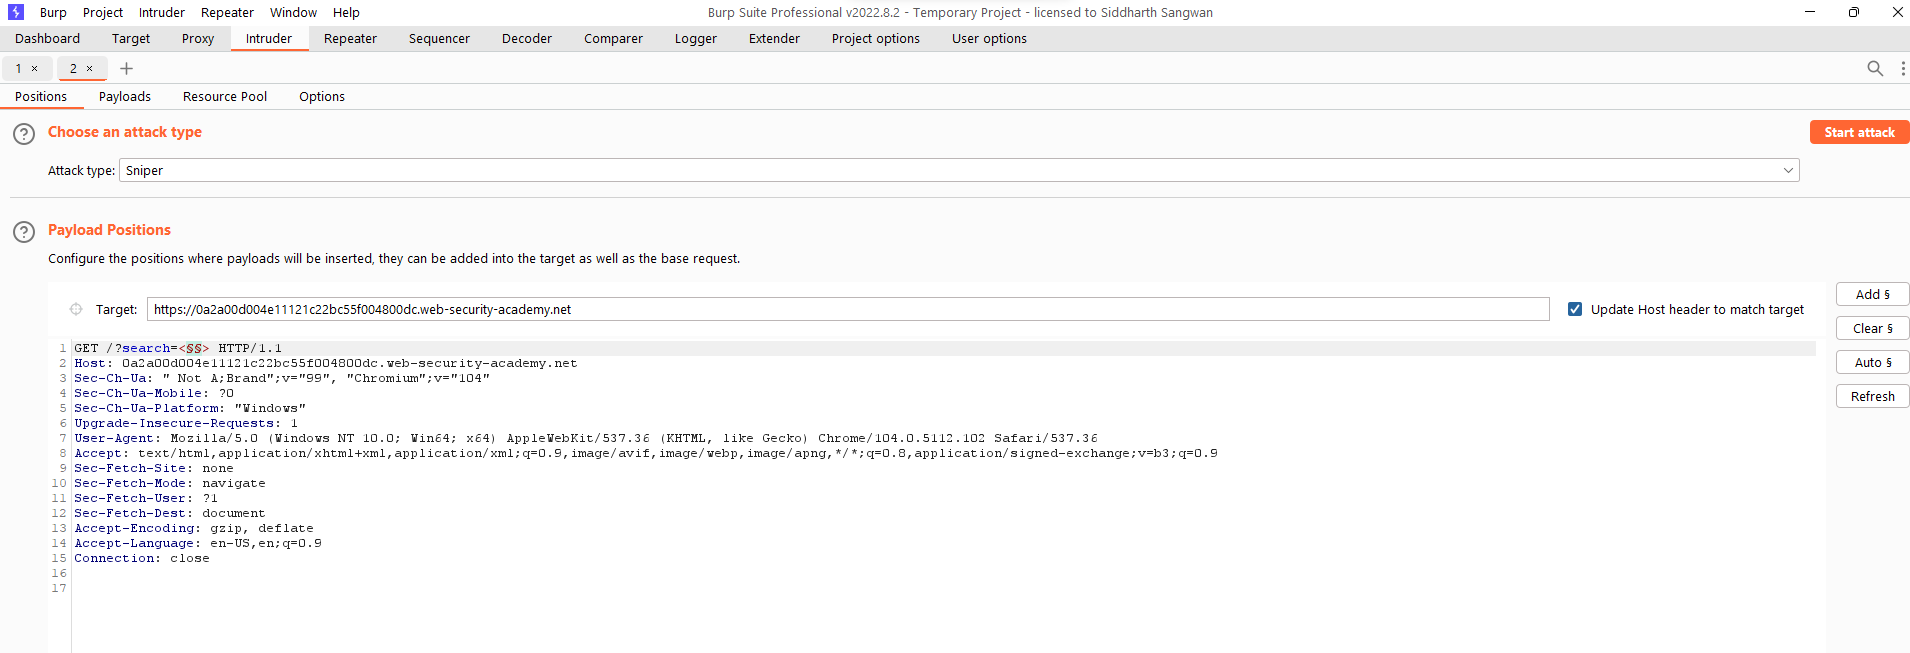 Burp Project Intruder Repeater Window Help
Burp Suite Professional v2022.8.2 - Temporary Project - licensed to Siddharth Sangwan
Dashboard Target Proxy Intruder Repeater Sequencer Decoder Comparer Logger Extender Project options User options
1 × 2 × +
Positions Payloads Resource Pool Options
? Choose an attack type
Start attack
Attack type: Sniper
? Payload Positions
Configure the positions where payloads will be inserted, they can be added into the target as well as the base request.
Target: https://0a2a00d004e11121c22bc55f004800dc.web-security-academy.net
Update Host header to match target
Add §
Clear §
Auto §
Refresh
1 GET /?search=<§§> HTTP/1.1
2 Host: 0a2a00d004e11121c22bc55f004800dc.web-security-academy.net
3 Sec-Ch-Ua: " Not A;Brand";v="99", "Chromium";v="104"
4 Sec-Ch-Ua-Mobile: ?0
5 Sec-Ch-Ua-Platform: "Windows"
6 Upgrade-Insecure-Requests: 1
7 User-Agent: Mozilla/5.0 (Windows NT 10.0; Win64; x64) AppleWebKit/537.36 (KHTML, like Gecko) Chrome/104.0.5112.102 Safari/537.36
8 Accept: text/html,application/xhtml+xml,application/xml;q=0.9,image/avif,image/webp,image/apng,*/*;q=0.8,application/signed-exchange;v=b3;q=0.9
9 Sec-Fetch-Site: none
10 Sec-Fetch-Mode: navigate
11 Sec-Fetch-User: ?1
12 Sec-Fetch-Dest: document
13 Accept-Encoding: gzip, deflate
14 Accept-Language: en-US,en;q=0.9
15 Connection: close
16
17